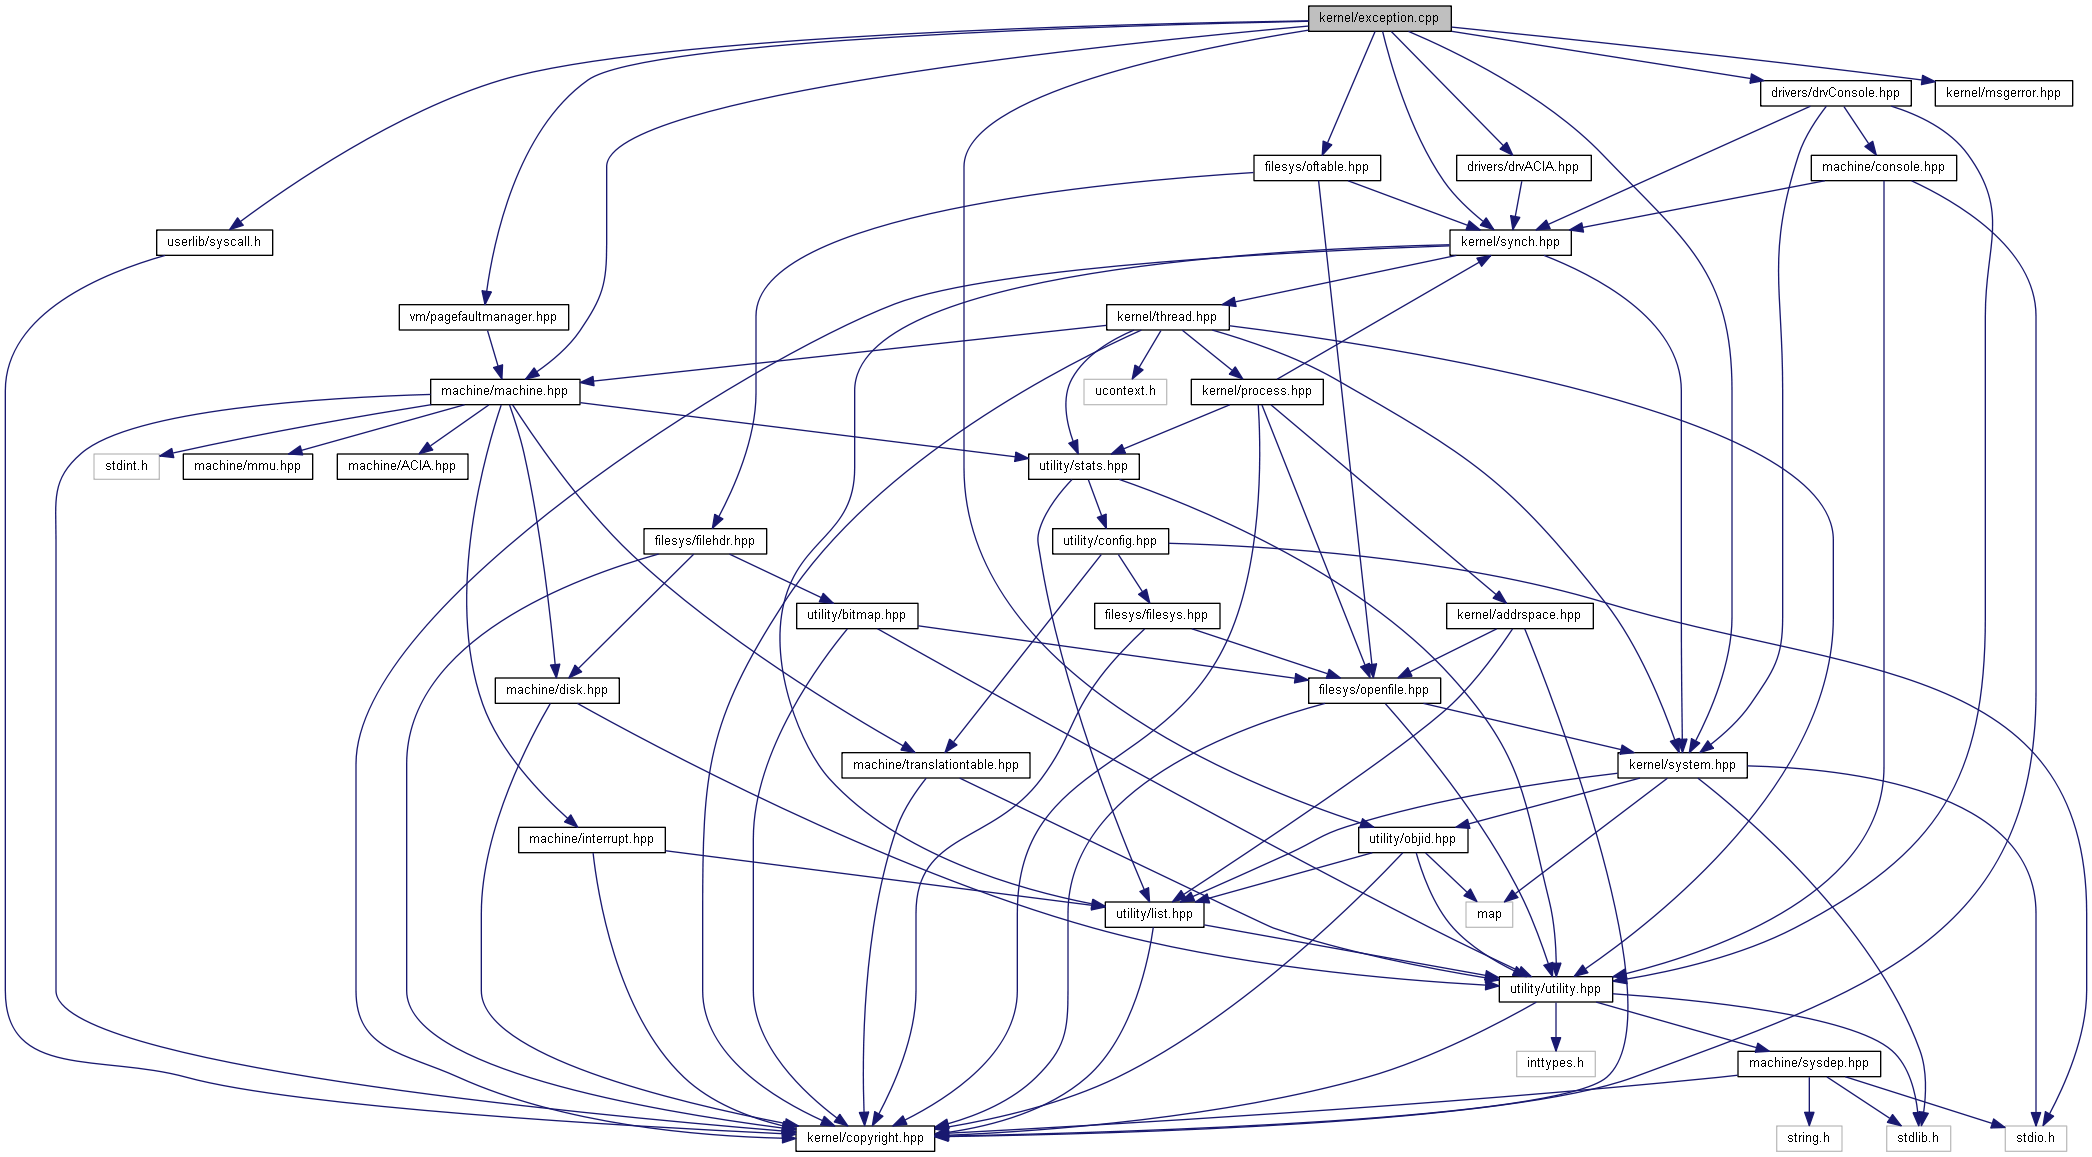 kernel/exception.cpp
drivers/drvConsole.hpp
kernel/msgerror.hpp
filesys/oftable.hpp
drivers/drvACIA.hpp
machine/console.hpp
userlib/syscall.h
kernel/synch.hpp
vm/pagefaultmanager.hpp
kernel/thread.hpp
machine/machine.hpp
ucontext.h
kernel/process.hpp
stdint.h
machine/mmu.hpp
machine/ACIA.hpp
utility/stats.hpp
filesys/filehdr.hpp
utility/config.hpp
utility/bitmap.hpp
filesys/filesys.hpp
kernel/addrspace.hpp
machine/disk.hpp
filesys/openfile.hpp
machine/translationtable.hpp
kernel/system.hpp
machine/interrupt.hpp
utility/objid.hpp
utility/list.hpp
map
utility/utility.hpp
inttypes.h
machine/sysdep.hpp
kernel/copyright.hpp
string.h
stdlib.h
stdio.h